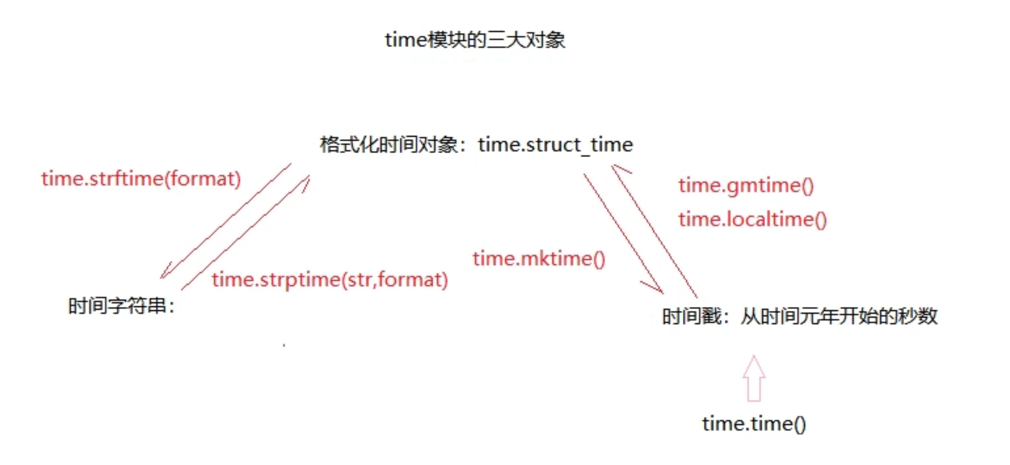 time模块的三大对象
格式化时间对象：time.struct_time
time.strftime(format)
time.gmtime()
time.localtime()
time.mktime()
time.strptime(str,format)
时间字符串：
时间戳：从时间元年开始的秒数
time.time()